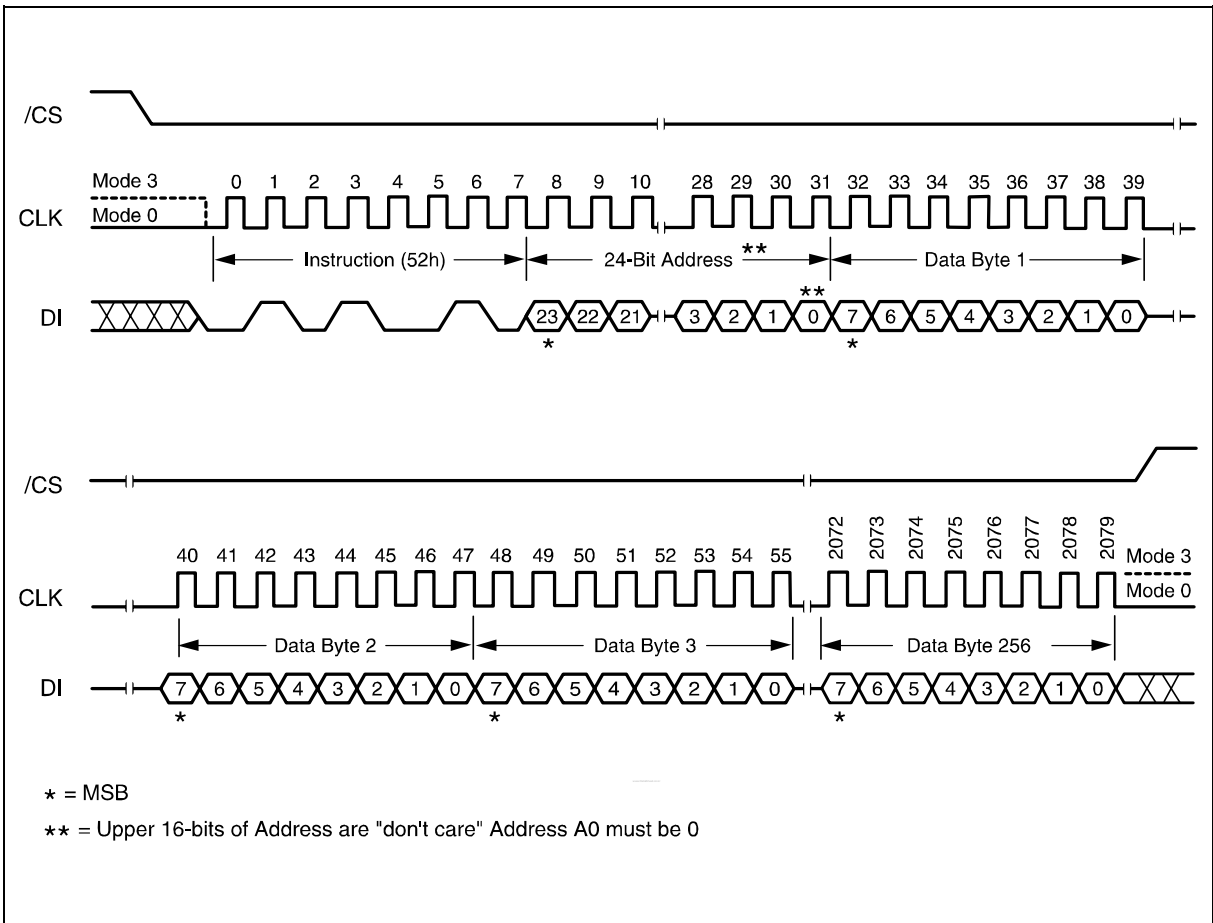 /CS
Mode 3
0 1 2 3 4 5 6 7 8 9 10 28 29 30 31 32 33 34 35 36 37 38 39
CLK
Mode 0
Instruction (52h) 24-Bit Address ** Data Byte 1
**
DI 23 22 21 3 2 1 0 7 6 5 4 3 2 1 0
* *
/CS
40 41 42 43 44 45 46 47 48 49 50 51 52 53 54 55 2072 2073 2074 2075 2076 2077 2078 2079
Mode 3
CLK
Mode 0
Data Byte 2 Data Byte 3 Data Byte 256
DI 7 6 5 4 3 2 1 0 7 6 5 4 3 2 1 0 7 6 5 4 3 2 1 0
* * *
* = MSB
** = Upper 16-bits of Address are "don't care" Address A0 must be 0